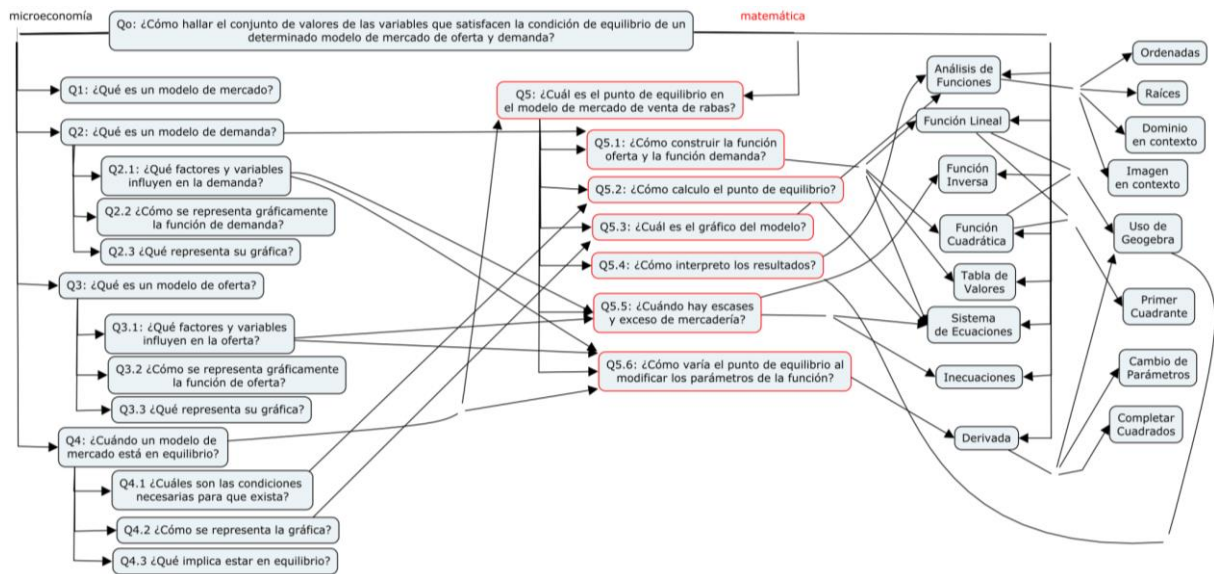 microeconomía
matemática
Qo: ¿Cómo hallar el conjunto de valores de las variables que satisfacen la condición de equilibrio de un
determinado modelo de mercado de oferta y demanda?
Q1: ¿Qué es un modelo de mercado?
Q2: ¿Qué es un modelo de demanda?
Q2.1: ¿Qué factores y variables
influyen en la demanda?
Q2.2 ¿Cómo se representa gráficamente
la función de demanda?
Q2.3 ¿Qué representa su gráfica?
Q3: ¿Qué es un modelo de oferta?
Q3.1: ¿Qué factores y variables
influyen en la oferta?
Q3.2 ¿Cómo se representa gráficamente
la función de oferta?
Q3.3 ¿Qué representa su gráfica?
Q4: ¿Cuándo un modelo de
mercado está en equilibrio?
Q4.1 ¿Cuáles son las condiciones
necesarias para que exista?
Q4.2 ¿Cómo se representa la gráfica?
Q4.3 ¿Qué implica estar en equilibrio?
Q5: ¿Cuál es el punto de equilibrio en
el modelo de mercado de venta de rabas?
Q5.1: ¿Cómo construir la función
oferta y la función demanda?
Q5.2: ¿Cómo calculo el punto de equilibrio?
Q5.3: ¿Cuál es el gráfico del modelo?
Q5.4: ¿Cómo interpreto los resultados?
Q5.5: ¿Cuándo hay escases
y exceso de mercadería?
Q5.6: ¿Cómo varía el punto de equilibrio al
modificar los parámetros de la función?
Análisis de
Funciones
Función Lineal
Función
Inversa
Función
Cuadrática
Tabla de
Valores
Sistema
de Ecuaciones
Inecuaciones
Derivada
Ordenadas
Raíces
Dominio
en contexto
Imagen
en contexto
Uso de
Geogebra
Primer
Cuadrante
Cambio de
Parámetros
Completar
Cuadrados